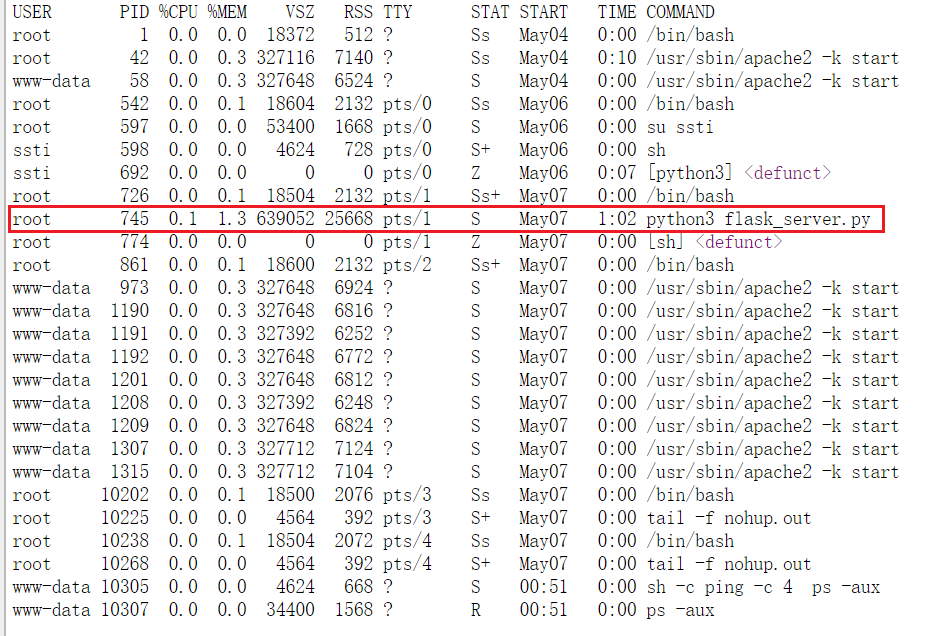 USER PID %CPU %MEM VSZ RSS TTY STAT START TIME COMMAND
root 1 0.0 0.0 18372 512 ? Ss May04 0:00 /bin/bash
root 42 0.0 0.3 327116 7140 ? Ss May04 0:10 /usr/sbin/apache2 -k start
www-data 58 0.0 0.3 327648 6524 ? S May04 0:00 /usr/sbin/apache2 -k start
root 542 0.0 0.1 18604 2132 pts/0 Ss May06 0:00 /bin/bash
root 597 0.0 0.0 53400 1668 pts/0 S May06 0:00 su ssti
ssti 598 0.0 0.0 4624 728 pts/0 S+ May06 0:00 sh
ssti 692 0.0 0.0 0 0 pts/0 Z May06 0:07 [python3] <defunct>
root 726 0.0 0.1 18504 2132 pts/1 Ss+ May07 0:00 /bin/bash
root 745 0.1 1.3 639052 25668 pts/1 S May07 1:02 python3 flask_server.py
root 774 0.0 0.0 0 0 pts/1 Z May07 0:00 [sh] <defunct>
root 861 0.0 0.1 18600 2132 pts/2 Ss+ May07 0:00 /bin/bash
www-data 973 0.0 0.3 327648 6924 ? S May07 0:00 /usr/sbin/apache2 -k start
www-data 1190 0.0 0.3 327648 6816 ? S May07 0:00 /usr/sbin/apache2 -k start
www-data 1191 0.0 0.3 327392 6252 ? S May07 0:00 /usr/sbin/apache2 -k start
www-data 1192 0.0 0.3 327648 6772 ? S May07 0:00 /usr/sbin/apache2 -k start
www-data 1201 0.0 0.3 327648 6812 ? S May07 0:00 /usr/sbin/apache2 -k start
www-data 1208 0.0 0.3 327392 6248 ? S May07 0:00 /usr/sbin/apache2 -k start
www-data 1209 0.0 0.3 327648 6824 ? S May07 0:00 /usr/sbin/apache2 -k start
www-data 1307 0.0 0.3 327712 7124 ? S May07 0:00 /usr/sbin/apache2 -k start
www-data 1315 0.0 0.3 327712 7104 ? S May07 0:00 /usr/sbin/apache2 -k start
root 10202 0.0 0.1 18500 2076 pts/3 Ss May07 0:00 /bin/bash
root 10225 0.0 0.0 4564 392 pts/3 S+ May07 0:00 tail -f nohup.out
root 10238 0.0 0.1 18504 2072 pts/4 Ss May07 0:00 /bin/bash
root 10268 0.0 0.0 4564 392 pts/4 S+ May07 0:00 tail -f nohup.out
www-data 10305 0.0 0.0 4624 668 ? S 00:51 0:00 sh -c ping -c 4  ps -aux
www-data 10307 0.0 0.0 34400 1568 ? R 00:51 0:00 ps -aux